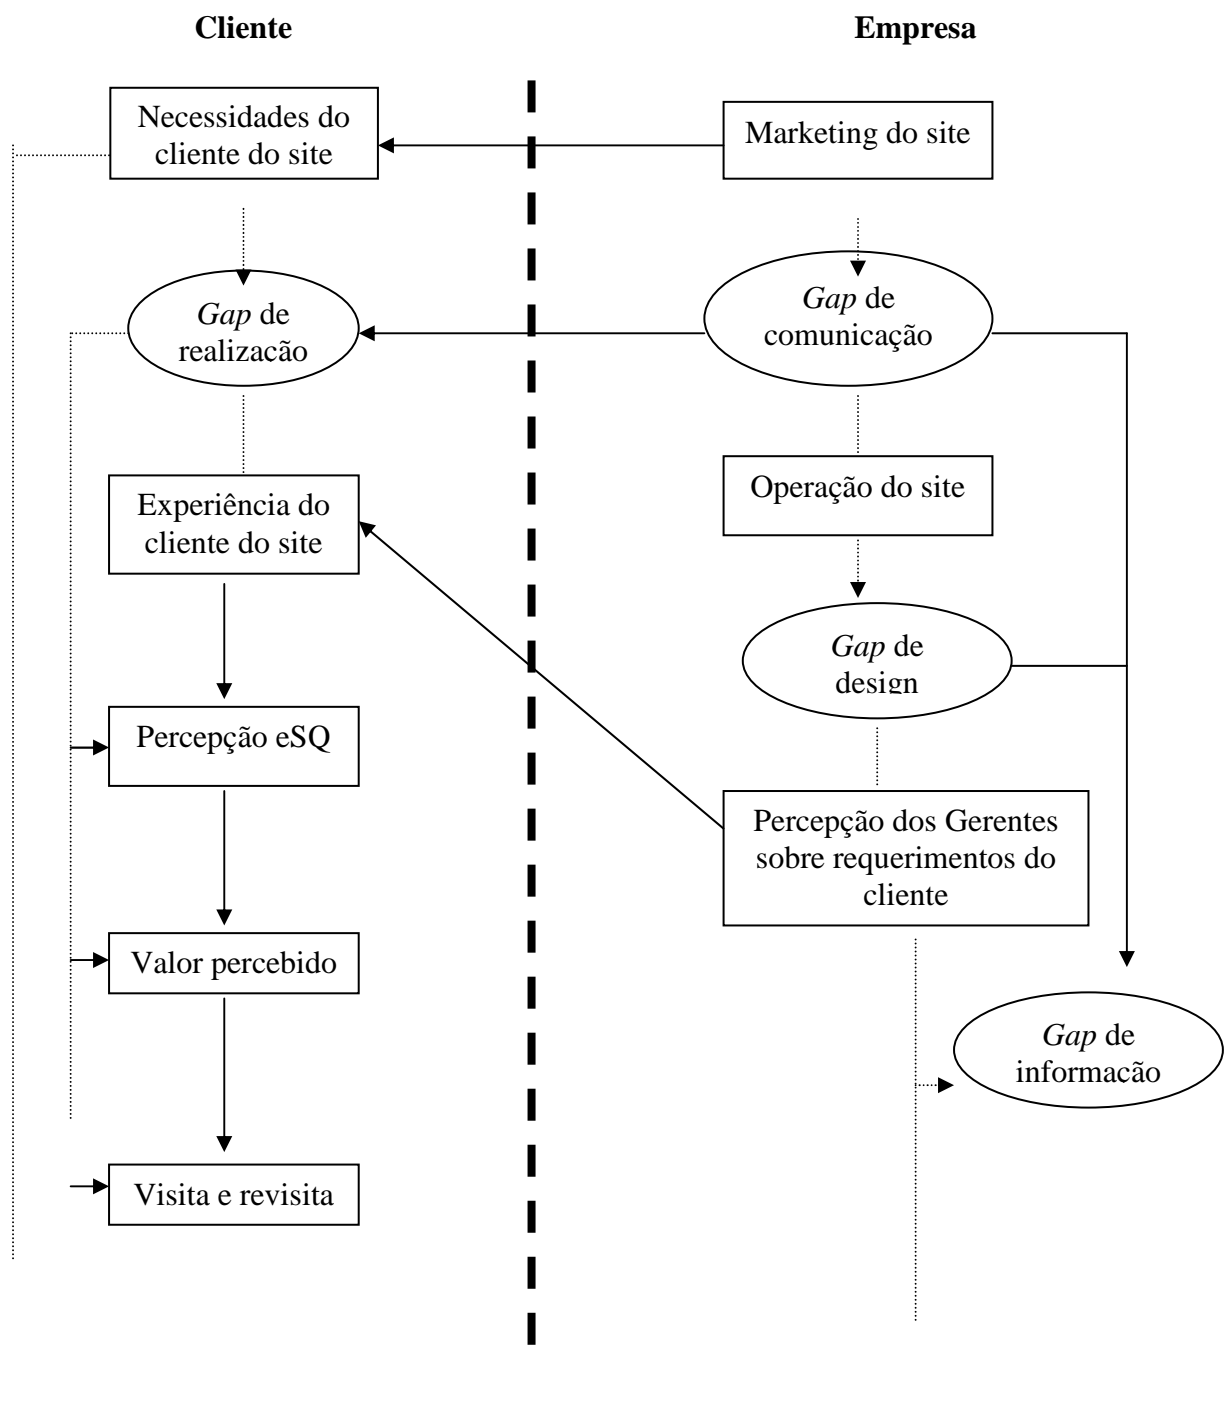 Cliente
Empresa
Necessidades do
cliente do site
Marketing do site
Gap de
realizacão
Gap de
comunicação
Experiência do
cliente do site
Operação do site
Gap de
design
Percepção eSQ
Percepção dos Gerentes
sobre requerimentos do
cliente
Valor percebido
Gap de
informacão
Visita e revisita